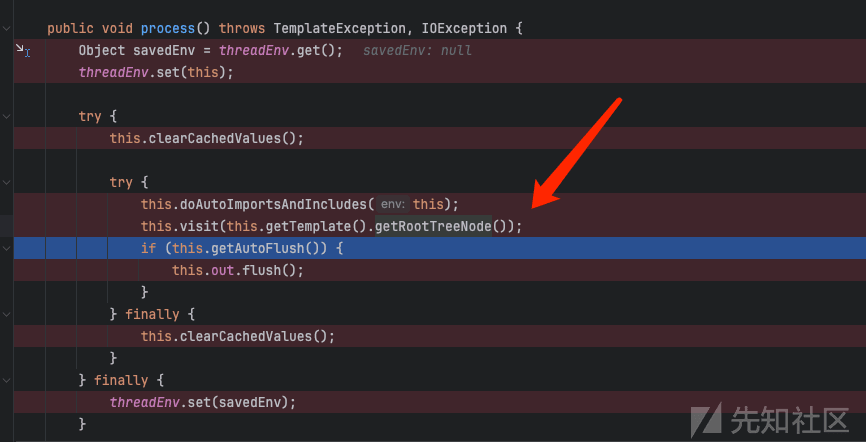 public void process() throws TemplateException, IOException {
Object savedEnv = threadEnv.get(); savedEnv: null
threadEnv.set(this);
try {
this.clearCachedValues();
try {
this.doAutoImportsAndIncludes( env: this);
this.visit(this.getTemplate().getRootTreeNode());
if (this.getAutoFlush()) {
this.out.flush();
}
} finally {
this.clearCachedValues();
}
} finally {
threadEnv.set(savedEnv);
}
先知社区